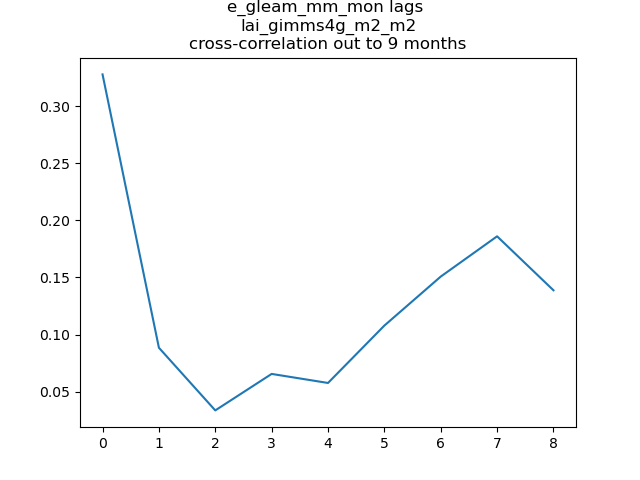 e_gleam_mm_mon lags
lai_gimms4g_m2_m2
cross-correlation out to 9 months
0.30
0.25
0.20
0.15
0.10
0.05
0 1 2 3 4 5 6 7 8